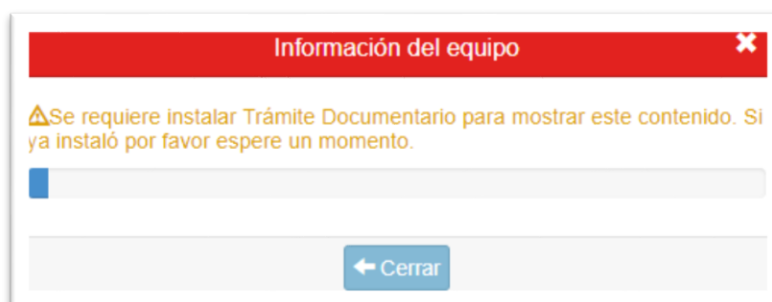 Información del equipo
Se requiere instalar Trámite Documentario para mostrar este contenido. Si
ya instaló por favor espere un momento.
Cerrar